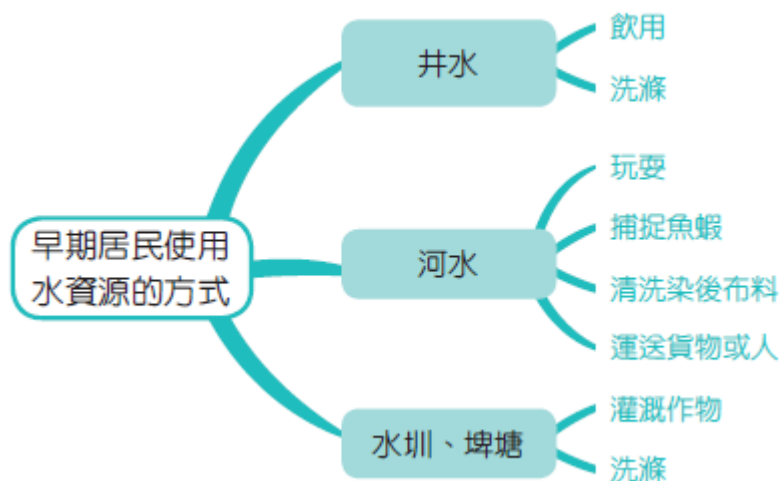 早期居民使用
水資源的方式
井水
飲用
洗滌
河水
玩耍
捕捉魚蝦
清洗染後布料
運送貨物或人
水圳、埤塘
灌溉作物
洗滌